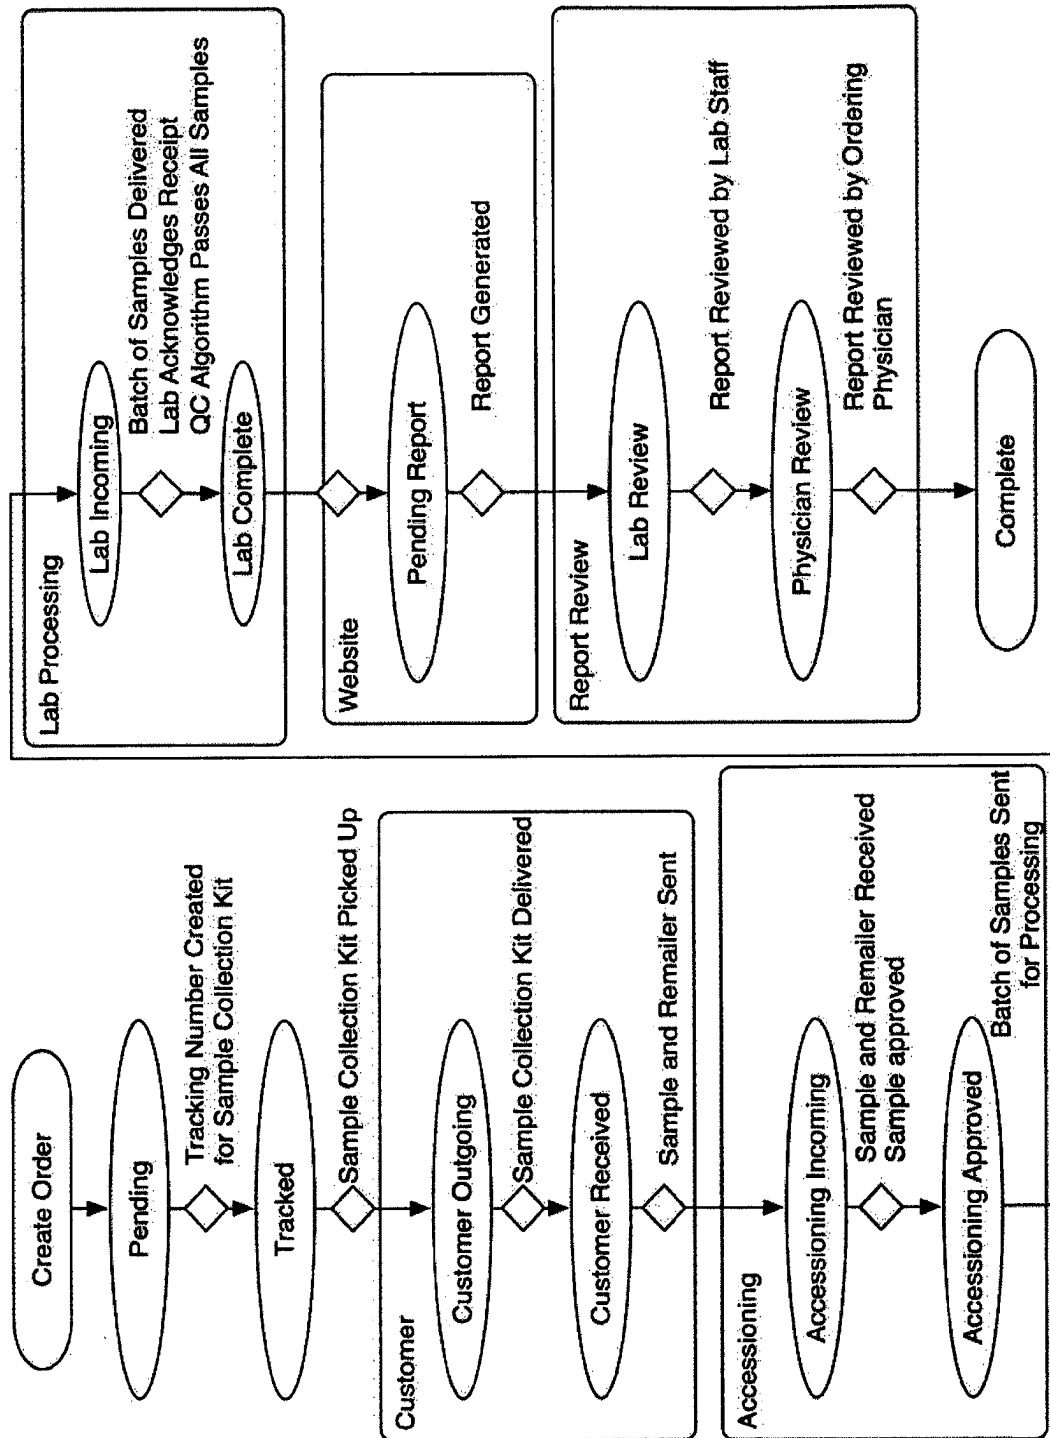 Create Order
Pending
Tracking Number Created
for Sample Collection Kit
Tracked
Sample Collection Kit Picked Up
Customer
Customer Outgoing
Sample Collection Kit Delivered
Customer Received
Sample and Remailer Sent
Accessioning
Accessioning Incoming
Sample and Remailer Received
Sample approved
Accessioning Approved
Batch of Samples Sent
for Processing
Lab Processing
Lab Incoming
Batch of Samples Delivered
Lab Acknowledges Receipt
QC Algorithm Passes All Samples
Lab Complete
Website
Pending Report
Report Generated
Report Review
Lab Review
Report Reviewed by Lab Staff
Physician Review
Report Reviewed by Ordering
Physician
Complete